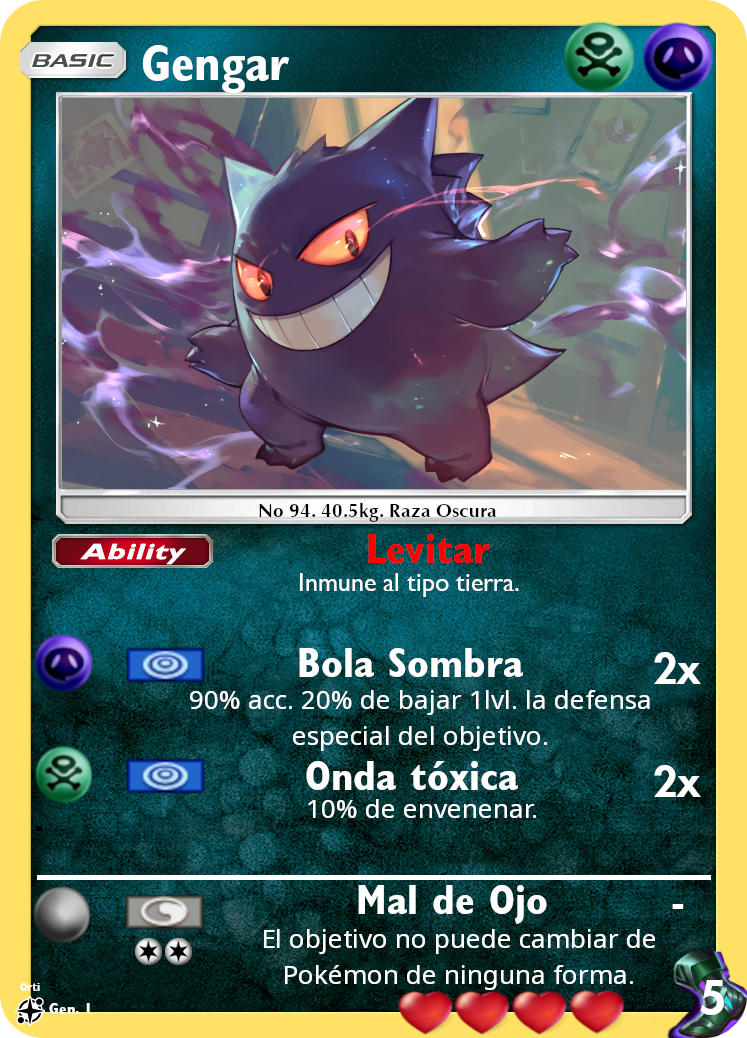 BASIC Gengar
No 94. 40.5kg. Raza Oscura
Ability Levitar
Inmune al tipo tierra.
Bola Sombra 2x
90% acc. 20% de bajar 1lvl. la defensa
especial del objetivo.
Onda tóxica 2x
10% de envenenar.
Mal de Ojo -
El objetivo no puede cambiar de
Pokémon de ninguna forma.
5
Orti
Gen. I